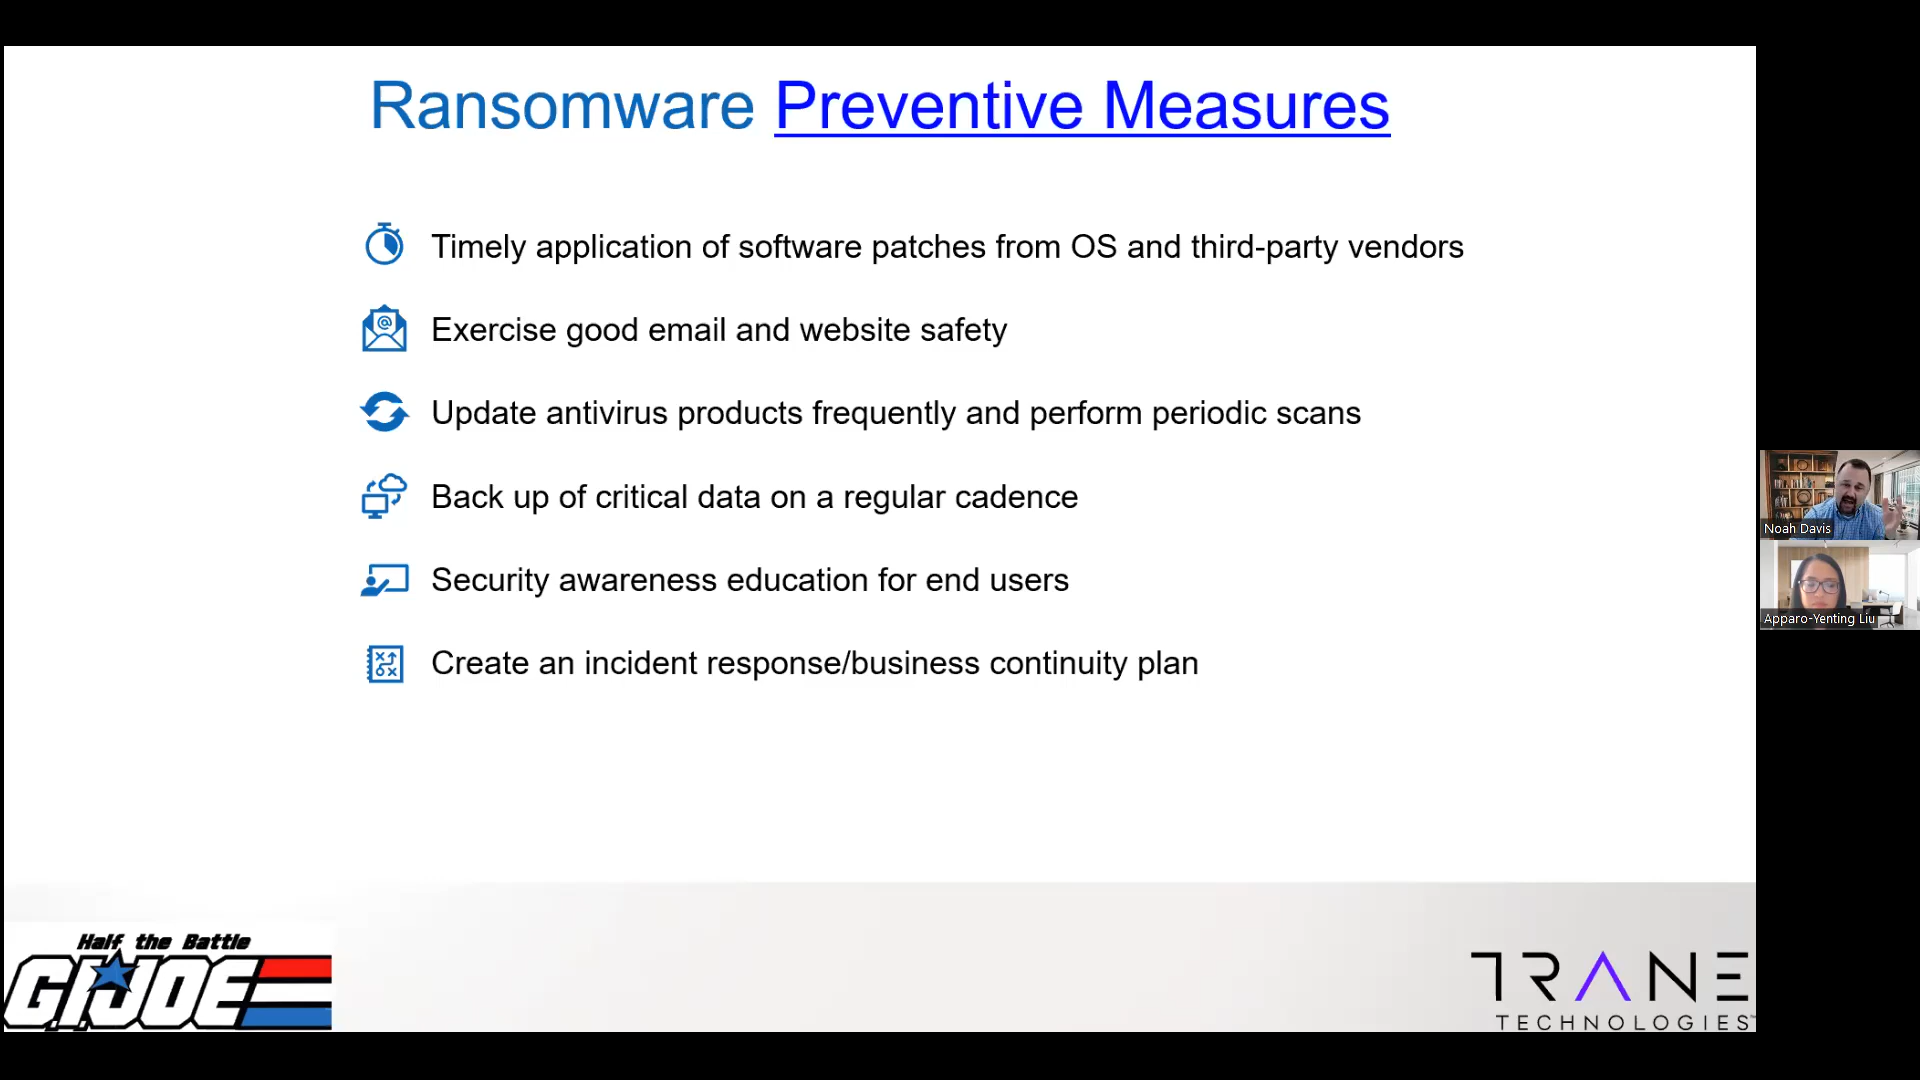 Ransomware Preventive Measures
Timely application of software patches from OS and third-party vendors
Exercise good email and website safety
Update antivirus products frequently and perform periodic scans
Back up of critical data on a regular cadence
Security awareness education for end users
Create an incident response/business continuity plan
Noah Davis
Apparo-Yenting Liu
Half the Battle
G.I. JOE
TRANE
TECHNOLOGIES